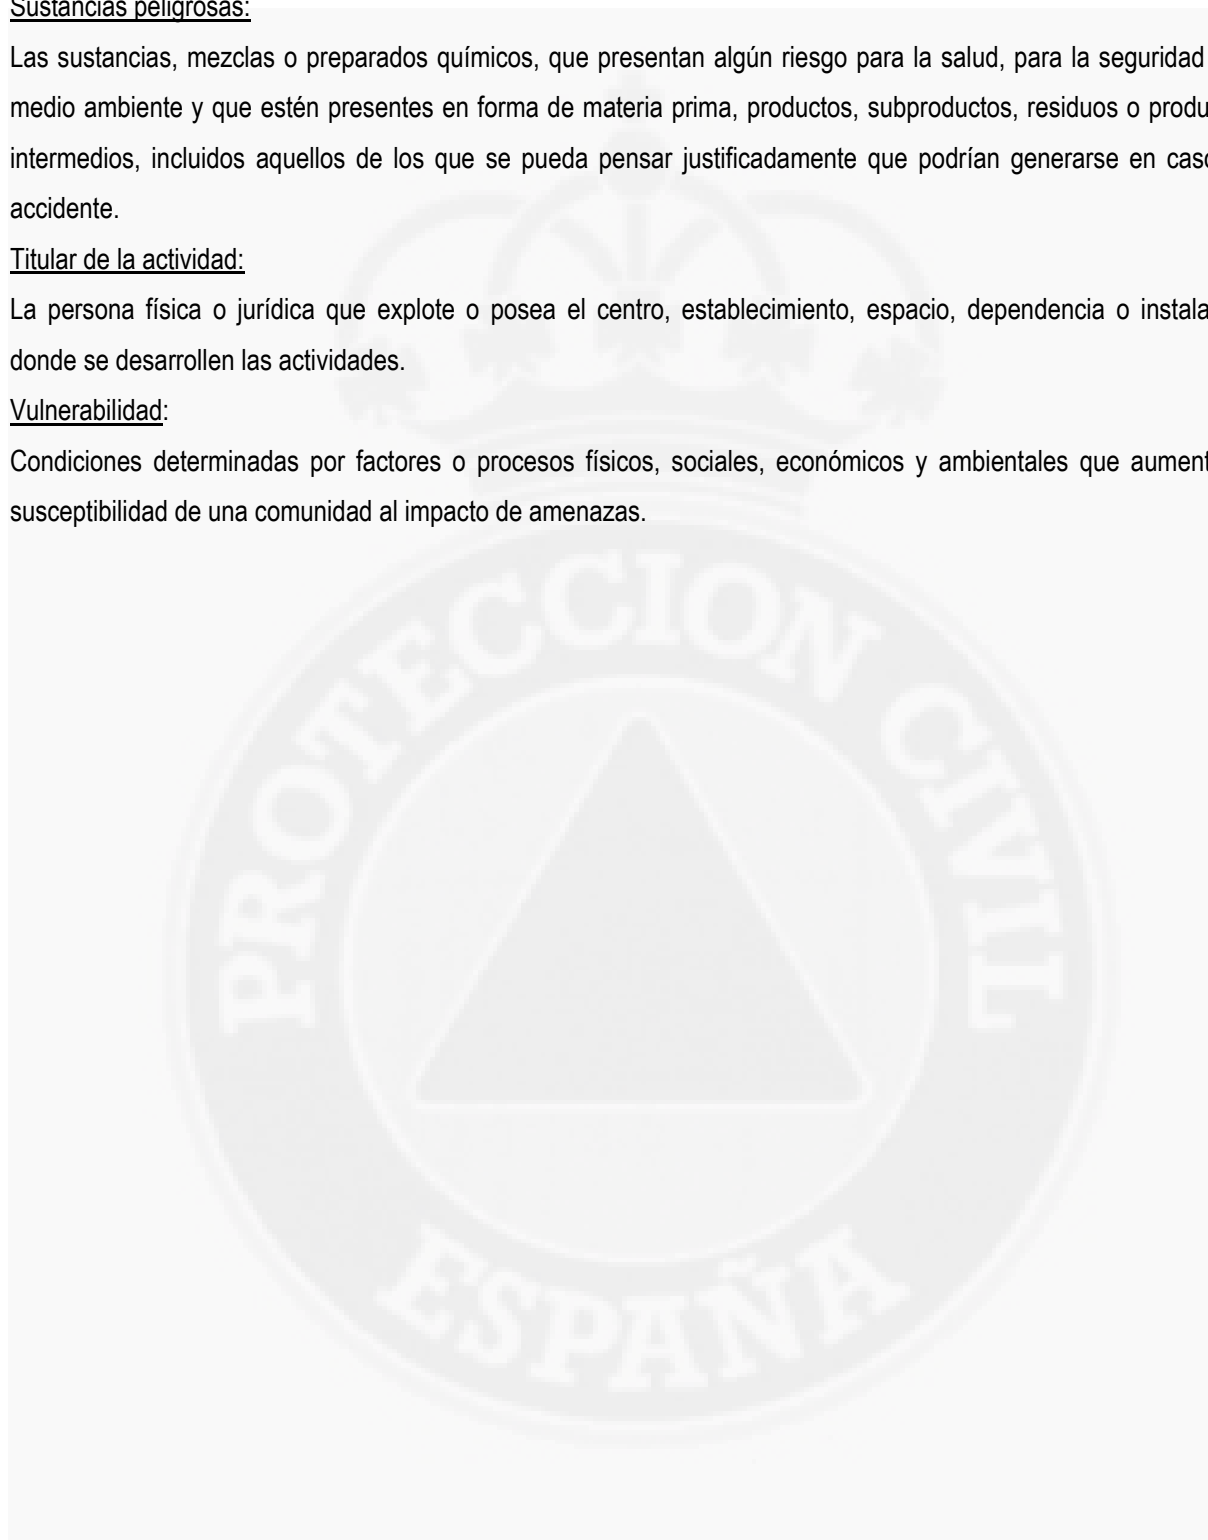 Sustancias peligrosas:
Las sustancias, mezclas o preparados químicos, que presentan algún riesgo para la salud, para la seguridad
medio ambiente y que estén presentes en forma de materia prima, productos, subproductos, residuos o produ
intermedios, incluidos aquellos de los que se pueda pensar justificadamente que podrían generarse en caso
accidente.
Titular de la actividad:
La persona física o jurídica que explote o posea el centro, establecimiento, espacio, dependencia o instala
donde se desarrollen las actividades.
Vulnerabilidad:
Condiciones determinadas por factores o procesos físicos, sociales, económicos y ambientales que aument
susceptibilidad de una comunidad al impacto de amenazas.
PROTECCION CIVIL
ESPAÑA